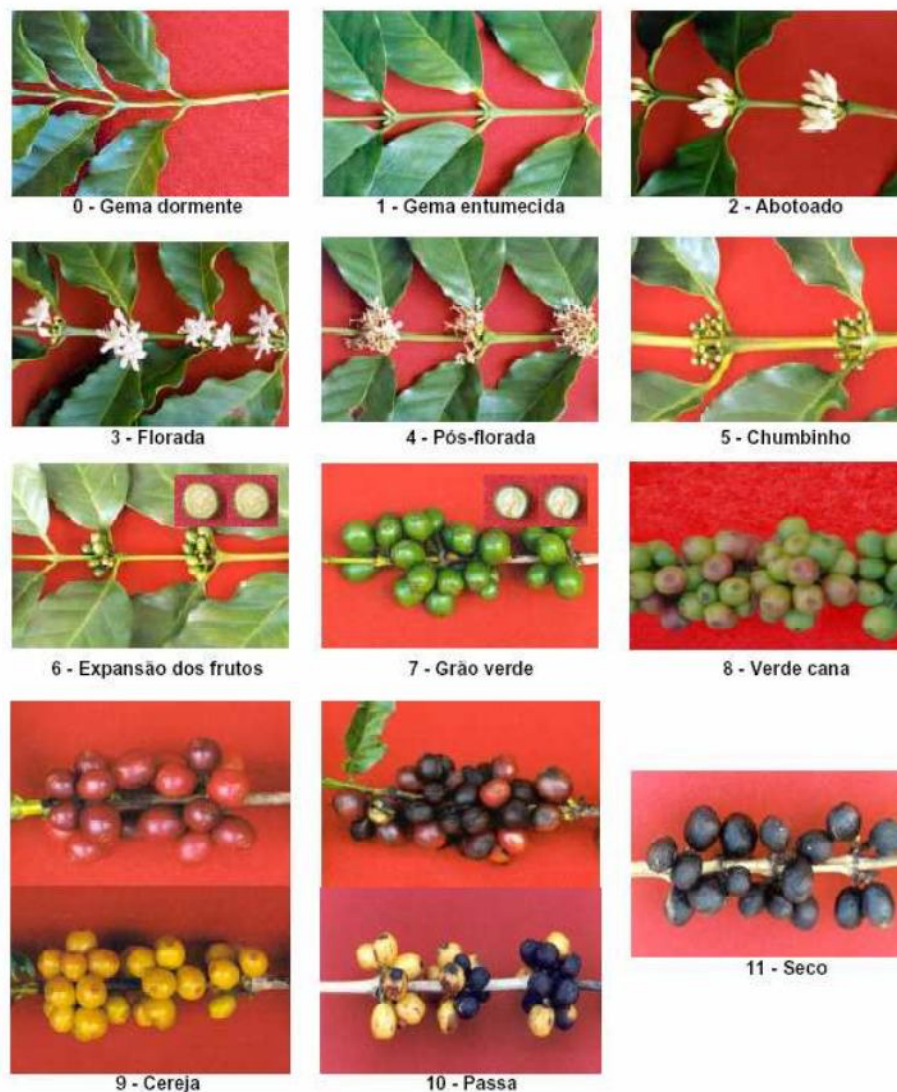 0 - Gema dormente
1 - Gema entumecida
2 - Abotoado
3 - Florada
4 - Pós-florada
5 - Chumbinho
6 - Expansão dos frutos
7 - Grão verde
8 - Verde cana
9 - Cereja
10 - Passa
11 - Seco